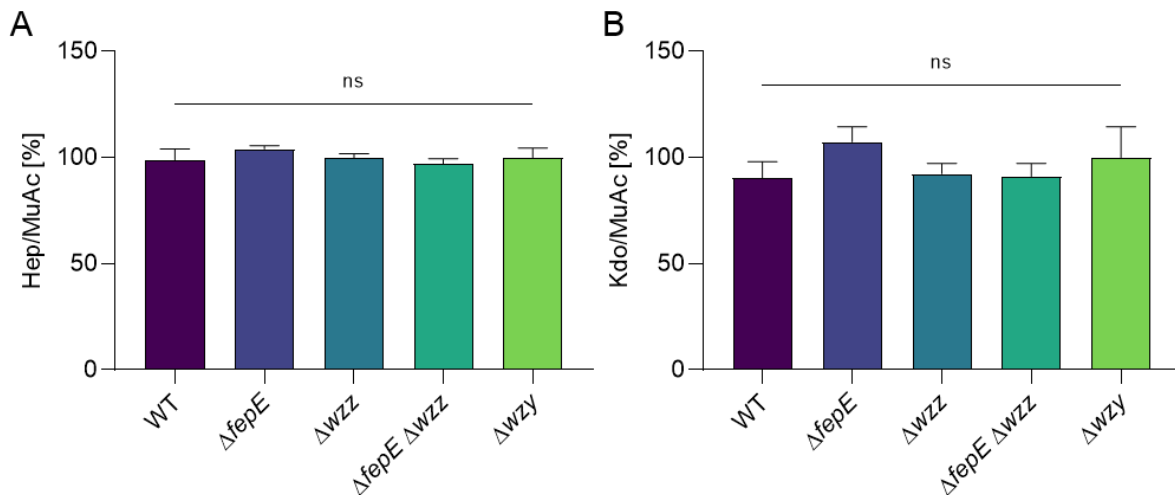 A
150
100
50
0
Hep/MuAc [%]
ns
WT
ΔfepE
Δwzz
ΔfepE Δwzz
Δwzy
B
150
100
50
0
Kdo/MuAc [%]
ns
WT
ΔfepE
Δwzz
ΔfepE Δwzz
Δwzy